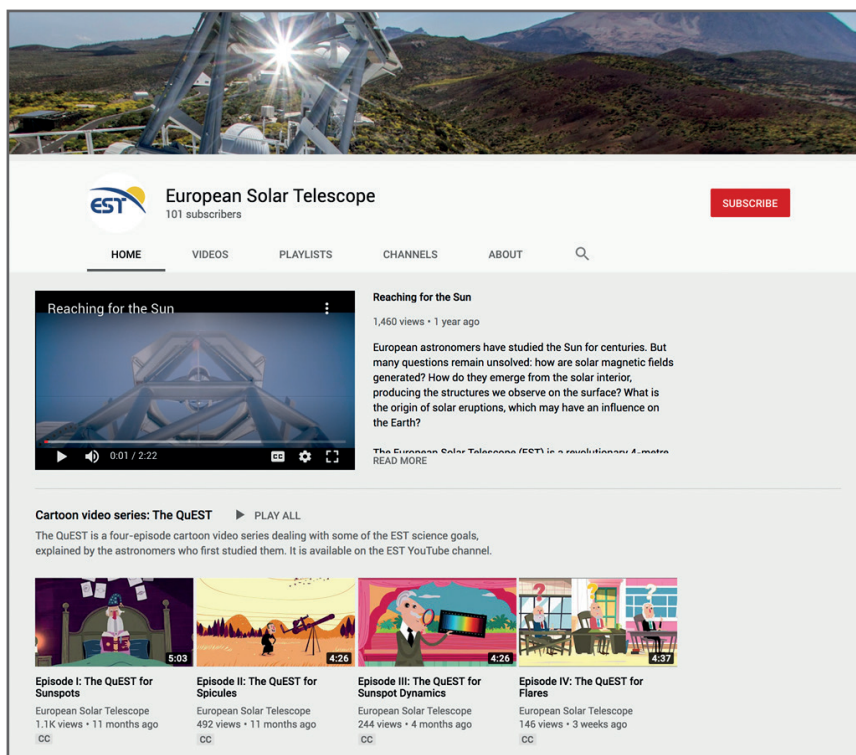 EST
European Solar Telescope
101 subscribers
SUBSCRIBE
HOME VIDEOS PLAYLISTS CHANNELS ABOUT
Reaching for the Sun
0:01 / 2:22
CC
Reaching for the Sun
1,460 views • 1 year ago
European astronomers have studied the Sun for centuries. But
many questions remain unsolved: how are solar magnetic fields
generated? How do they emerge from the solar interior,
producing the structures we observe on the surface? What is
the origin of solar eruptions, which may have an influence on
the Earth?
The European Solar Telescope (EST) is a revolutionary 4-metre
READ MORE
Cartoon video series: The QuEST PLAY ALL
The QuEST is a four-episode cartoon video series dealing with some of the EST science goals,
explained by the astronomers who first studied them. It is available on the EST YouTube channel.
5:03
Episode I: The QuEST for
Sunspots
European Solar Telescope
1.1K views • 11 months ago
CC
4:26
Episode II: The QuEST for
Spicules
European Solar Telescope
492 views • 11 months ago
CC
4:26
Episode III: The QuEST for
Sunspot Dynamics
European Solar Telescope
244 views • 4 months ago
CC
? ? ?
4:37
Episode IV: The QuEST for
Flares
European Solar Telescope
146 views • 3 weeks ago
CC